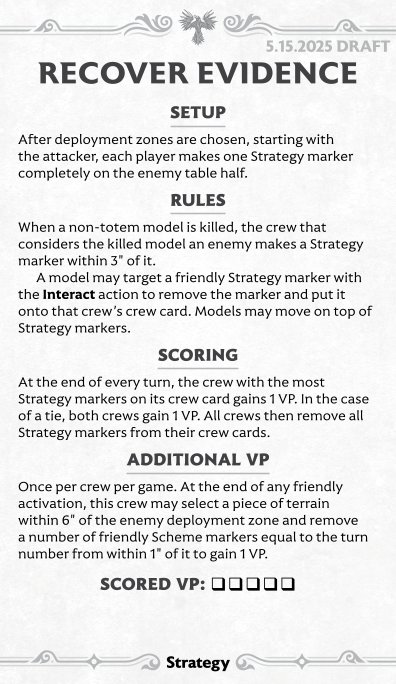 5.15.2025 DRAFT
RECOVER EVIDENCE
SETUP
After deployment zones are chosen, starting with
the attacker, each player makes one Strategy marker
completely on the enemy table half.
RULES
When a non-totem model is killed, the crew that
considers the killed model an enemy makes a Strategy
marker within 3" of it.
A model may target a friendly Strategy marker with
the Interact action to remove the marker and put it
onto that crew's crew card. Models may move on top of
Strategy markers.
SCORING
At the end of every turn, the crew with the most
Strategy markers on its crew card gains 1 VP. In the case
of a tie, both crews gain 1 VP. All crews then remove all
Strategy markers from their crew cards.
ADDITIONAL VP
Once per crew per game. At the end of any friendly
activation, this crew may select a piece of terrain
within 6" of the enemy deployment zone and remove
a number of friendly Scheme markers equal to the turn
number from within 1" of it to gain 1 VP.
SCORED VP: ❏❏❏❏❏
Strategy